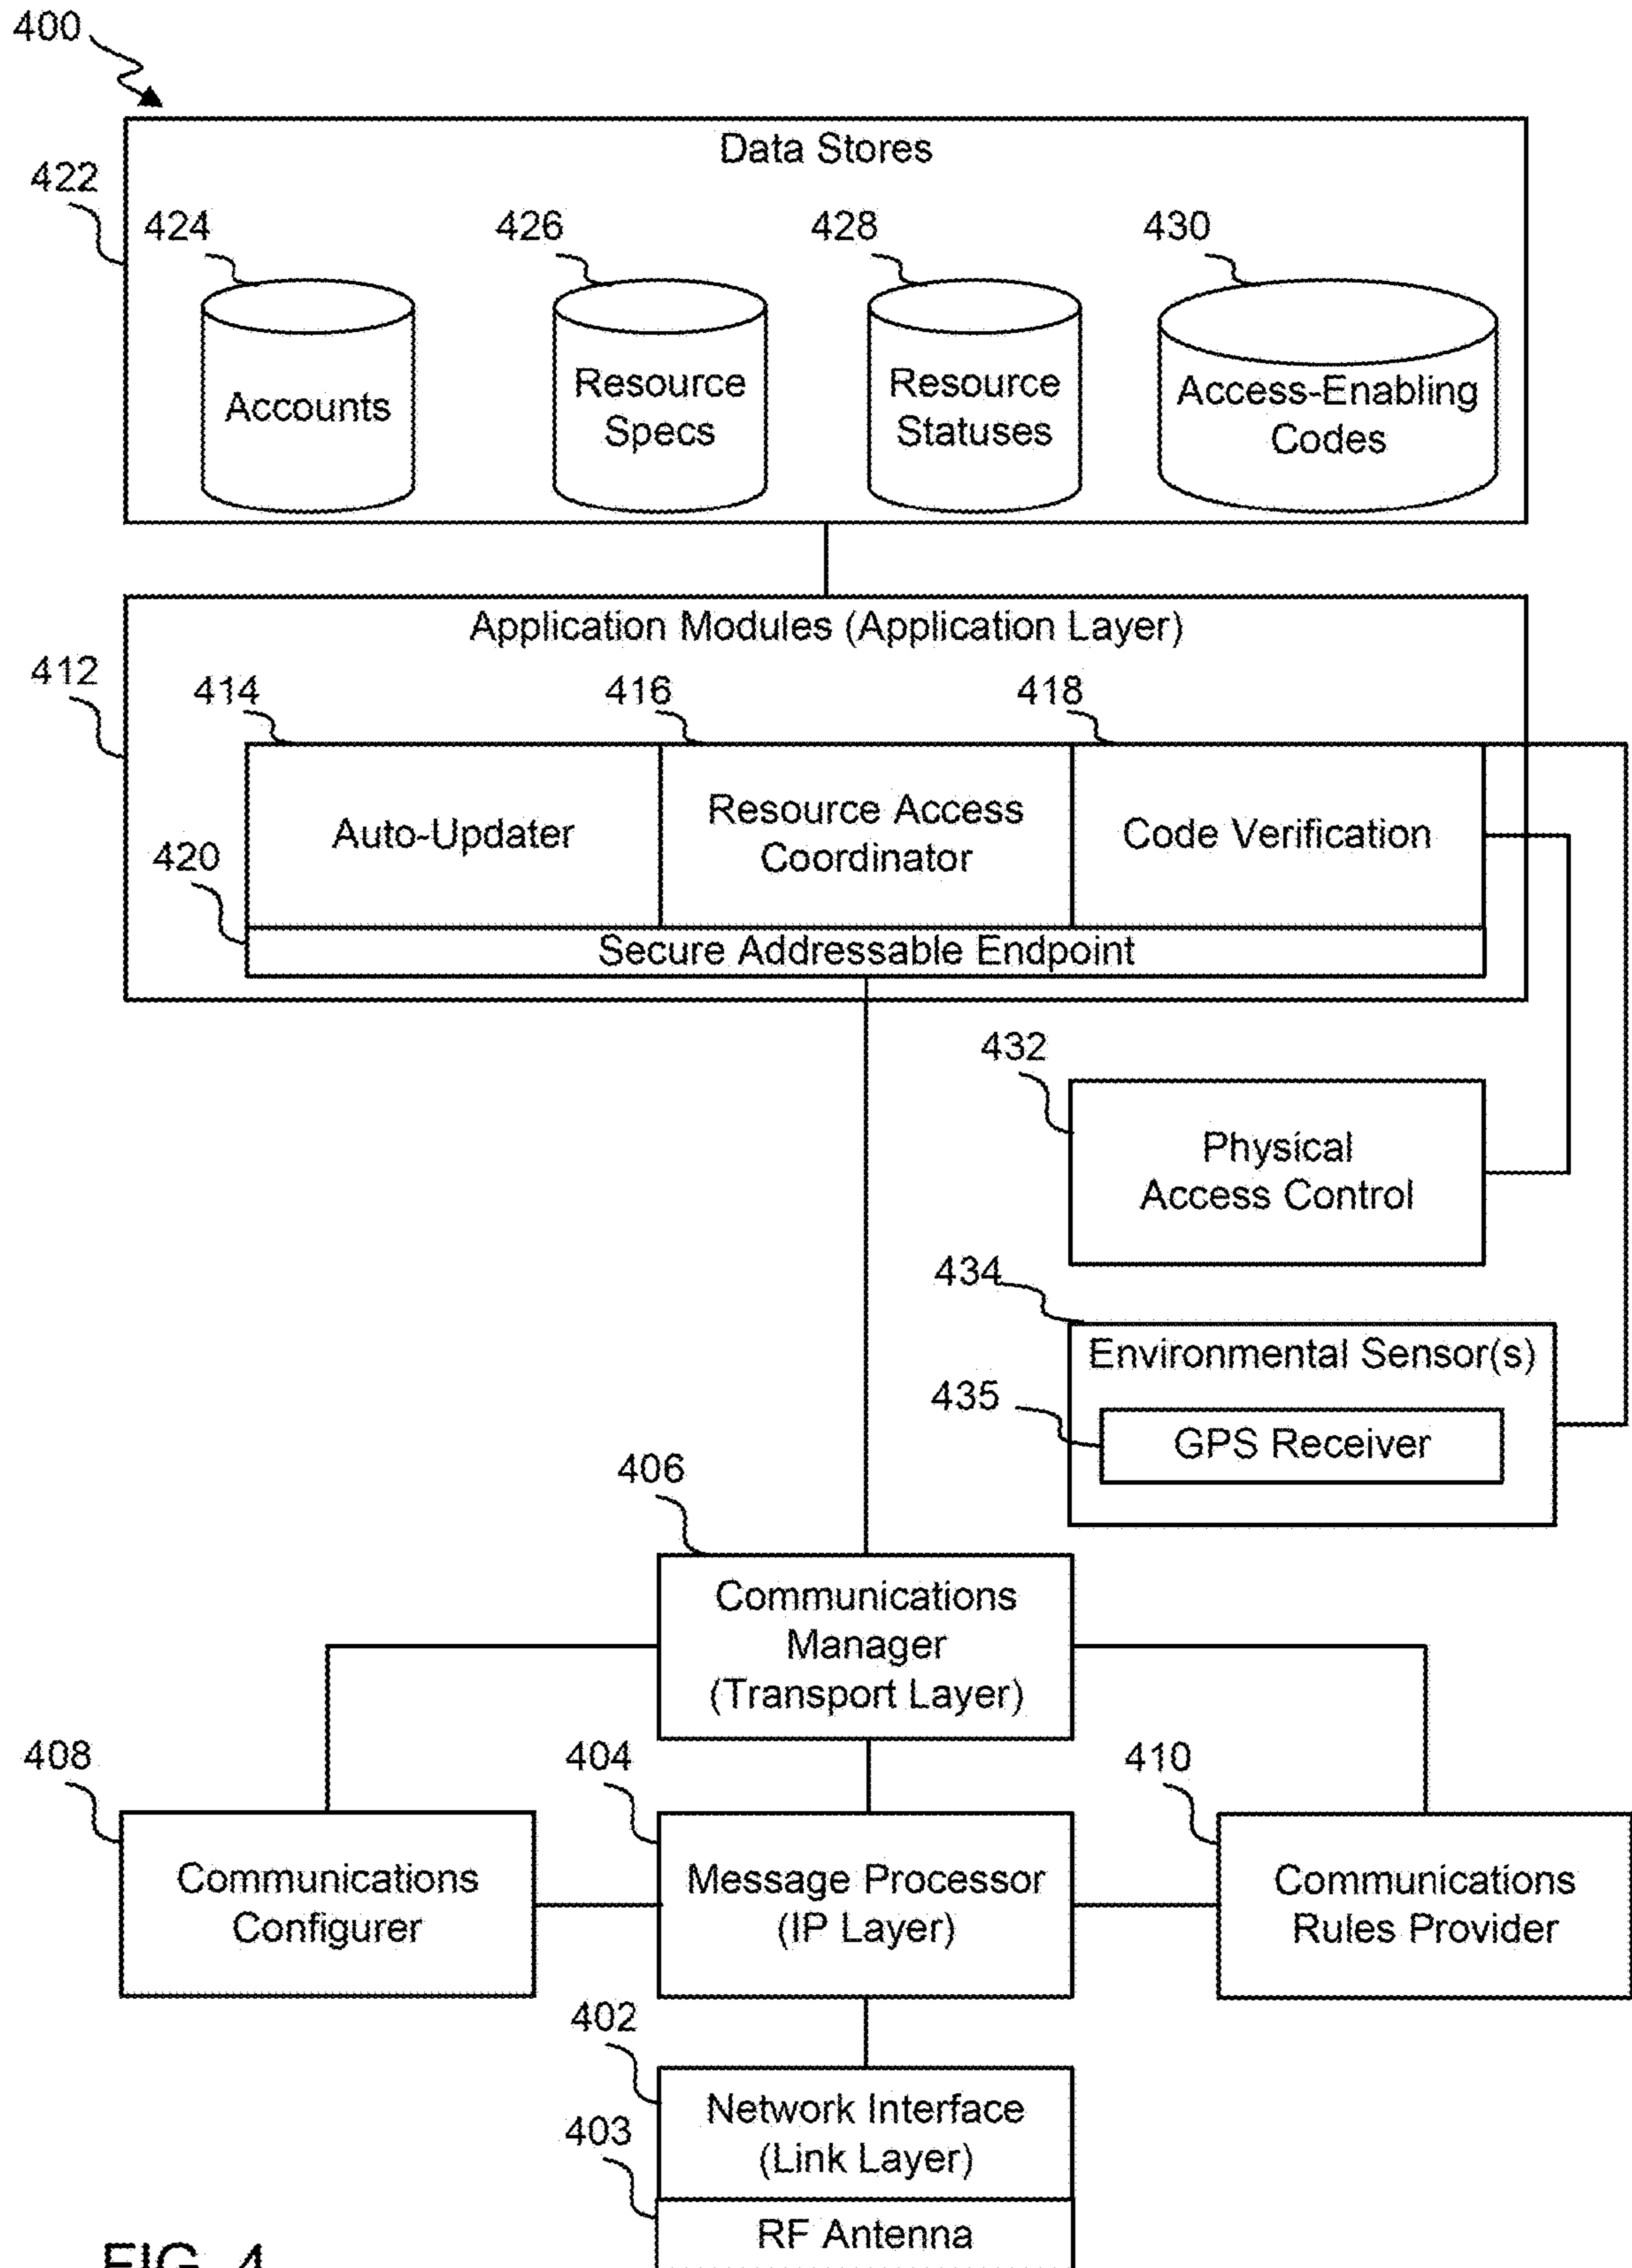 400
Data Stores
422
424
426
428
430
Accounts
Resource
Specs
Resource
Statuses
Access-Enabling
Codes
Application Modules (Application Layer)
412
414
416
418
Auto-Updater
Resource Access
Coordinator
Code Verification
420
Secure Addressable Endpoint
432
Physical
Access Control
434
Environmental Sensor(s)
435
GPS Receiver
406
Communications
Manager
(Transport Layer)
408
404
410
Communications
Configurer
Message Processor
(IP Layer)
Communications
Rules Provider
402
Network Interface
(Link Layer)
403
RF Antenna
FIG. 4